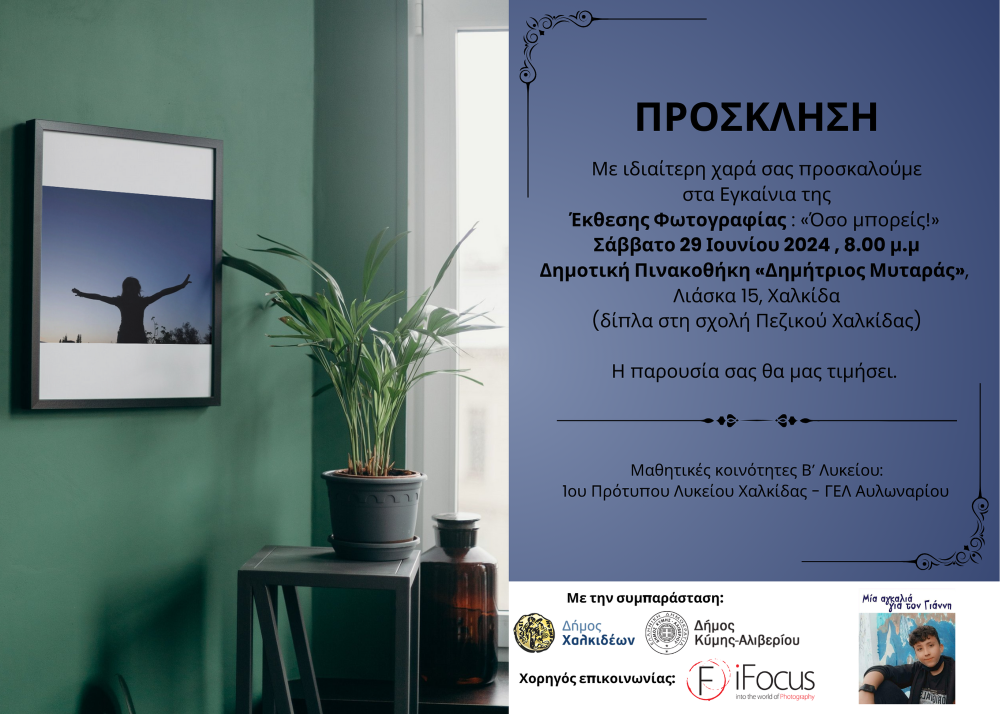 ΠΡΟΣΚΛΗΣΗ
Με ιδιαίτερη χαρά σας προσκαλούμε
στα Εγκαίνια της
Έκθεσης Φωτογραφίας : «Όσο μπορείς!»
Σάββατο 29 Ιουνίου 2024 , 8.00 μ.μ
Δημοτική Πινακοθήκη «Δημήτριος Μυταράς»,
Λιάσκα 15, Χαλκίδα
(δίπλα στη σχολή Πεζικού Χαλκίδας)
Η παρουσία σας θα μας τιμήσει.
Μαθητικές κοινότητες Β’ Λυκείου:
1ου Πρότυπου Λυκείου Χαλκίδας – ΓΕΛ Αυλωναρίου
Με την συμπαράσταση:
Δήμος
Χαλκιδέων
ΕΛΛΗΝΙΚΗ ΔΗΜΟΚΡΑΤΙΑ
ΔΗΜΟΣ ΚΥΜΗΣ - ΑΛΙΒΕΡΙΟΥ
Δήμος
Κύμης-Αλιβερίου
Χορηγός επικοινωνίας:
F iFocus
into the world of Photography
Μία αγκαλιά
για τον Γιάννη